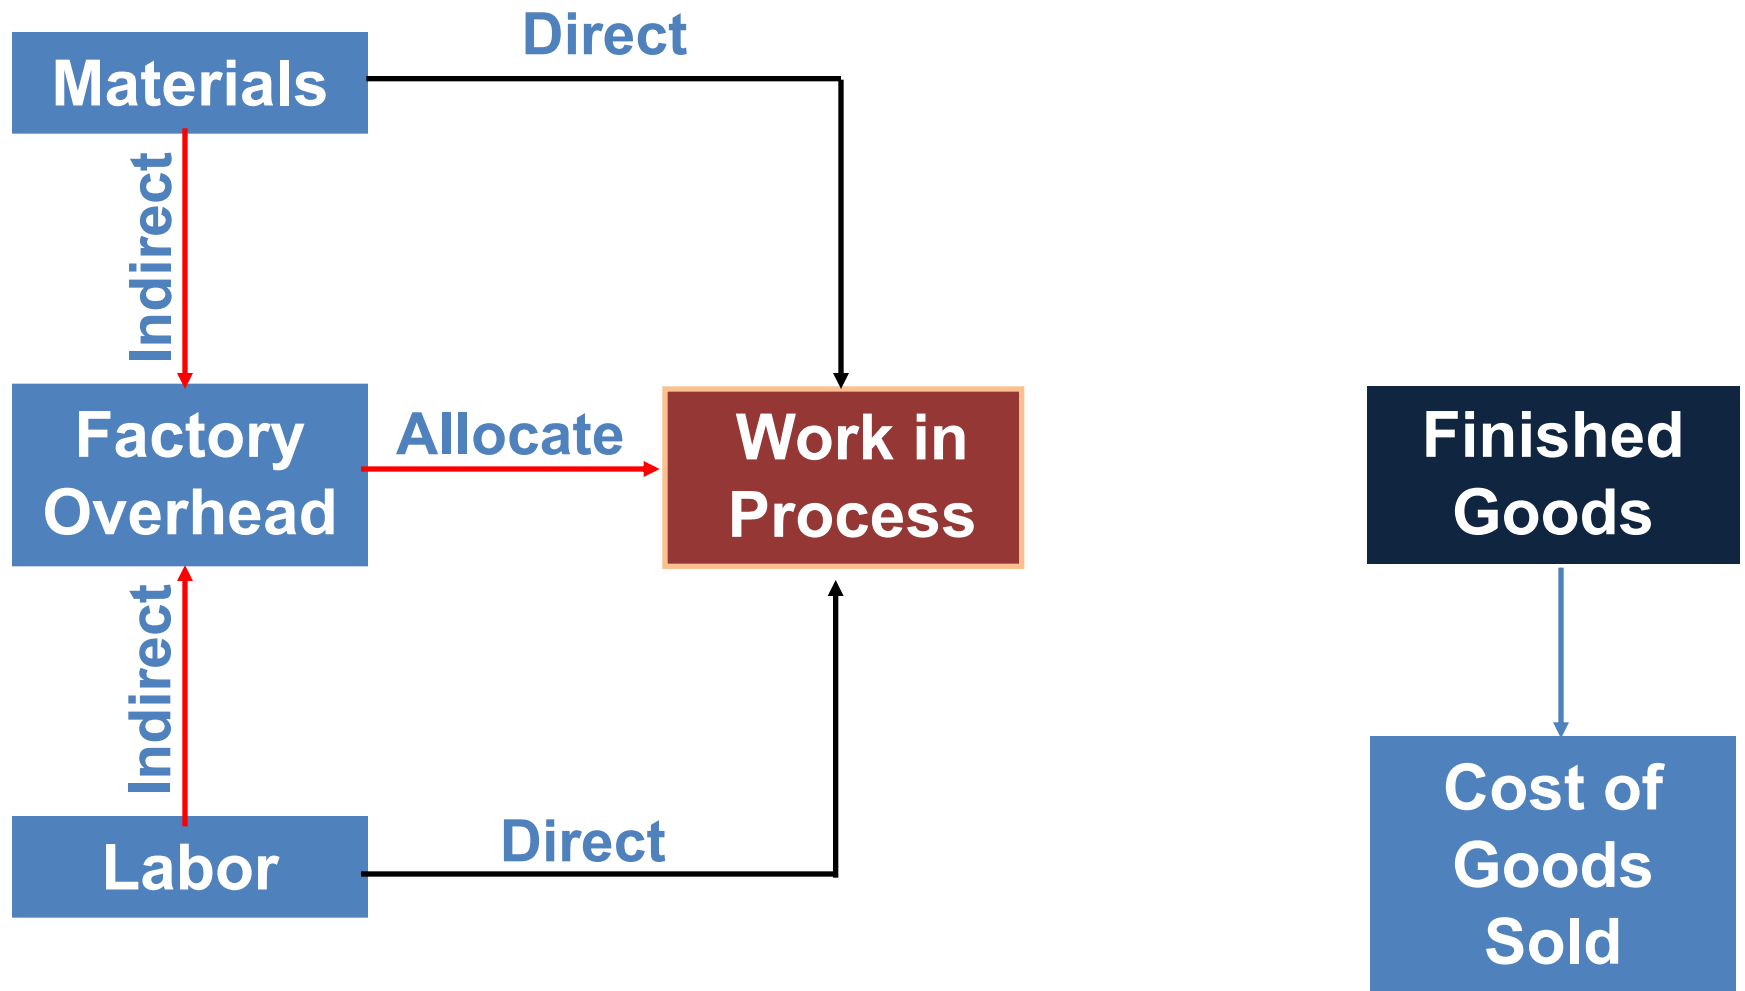 Direct
Materials
Indirect
Factory
Overhead
Allocate
Work in
Process
Finished
Goods
Indirect
Labor
Direct
Cost of
Goods
Sold